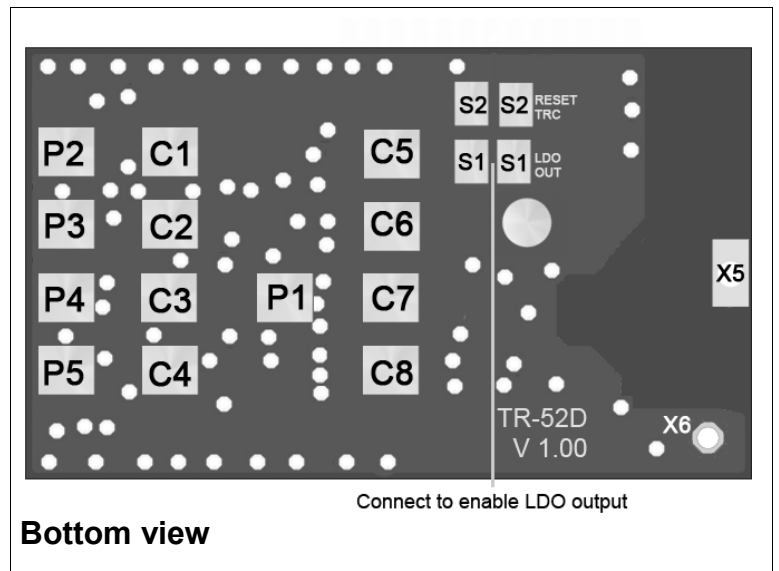 S2 S2 RESET
TRC
P2 C1 C5 S1 S1 LDO
OUT
P3 C2 C6
X5
P4 C3 P1 C7
P5 C4 C8
TR-52D
X6
V 1.00
Connect to enable LDO output
Bottom view